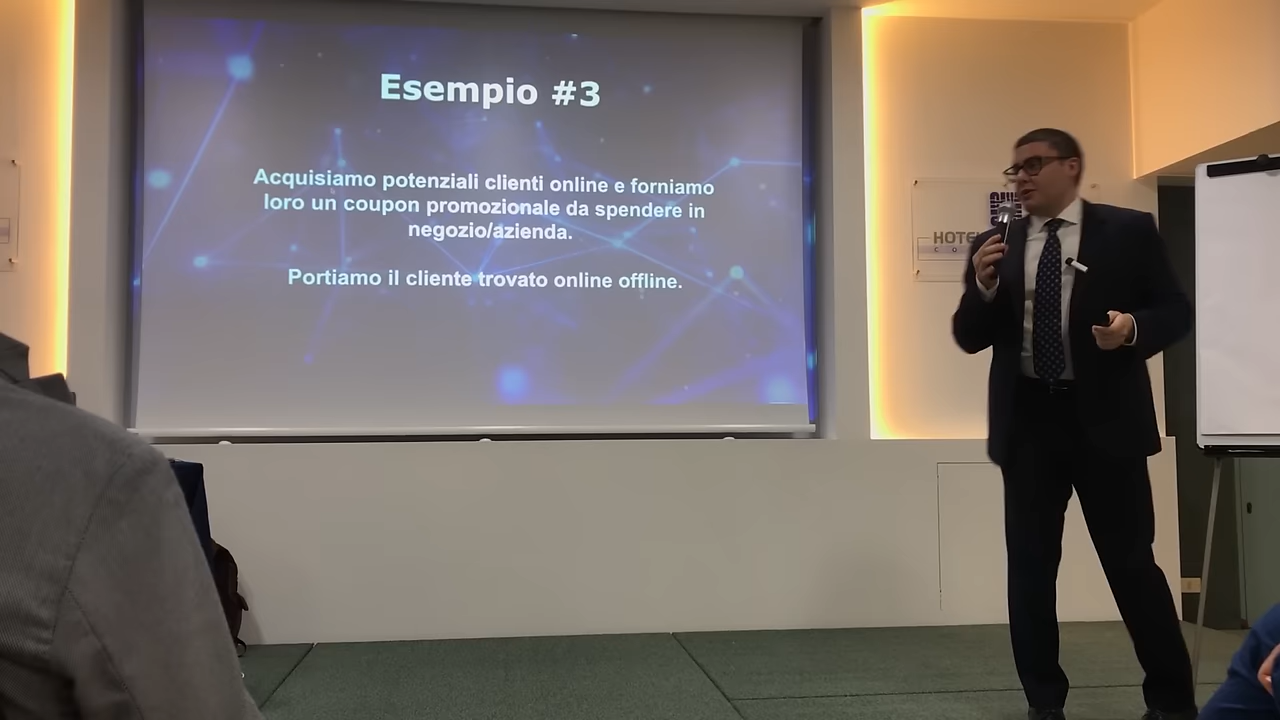 Esempio #3
Acquisiamo potenziali clienti online e forniamo
loro un coupon promozionale da spendere in
negozio/azienda.
Portiamo il cliente trovato online offline.
HOTEL